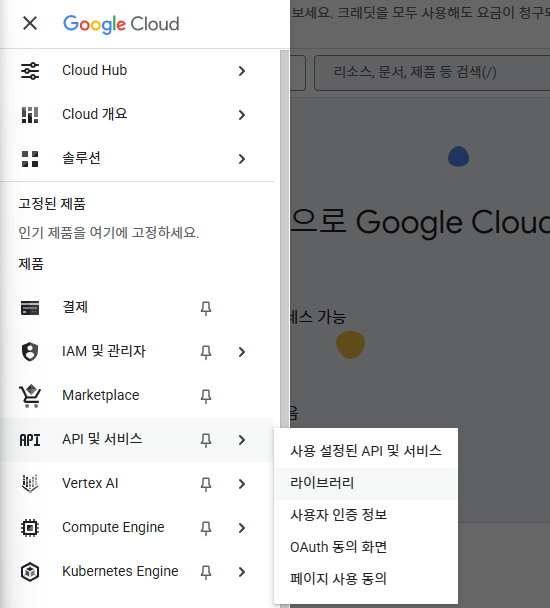 Google Cloud
보세요. 크레딧을 모두 사용해도 요금이 청구되
Cloud Hub
리소스, 문서, 제품 등 검색(/)
Cloud 개요
솔루션
고정된 제품
인기 제품을 여기에 고정하세요.
제품
으로 Google Cloud
결제
세스 가능
IAM 및 관리자
Marketplace
음
API API 및 서비스
사용 설정된 API 및 서비스
라이브러리
사용자 인증 정보
OAuth 동의 화면
페이지 사용 동의
Vertex AI
Compute Engine
Kubernetes Engine